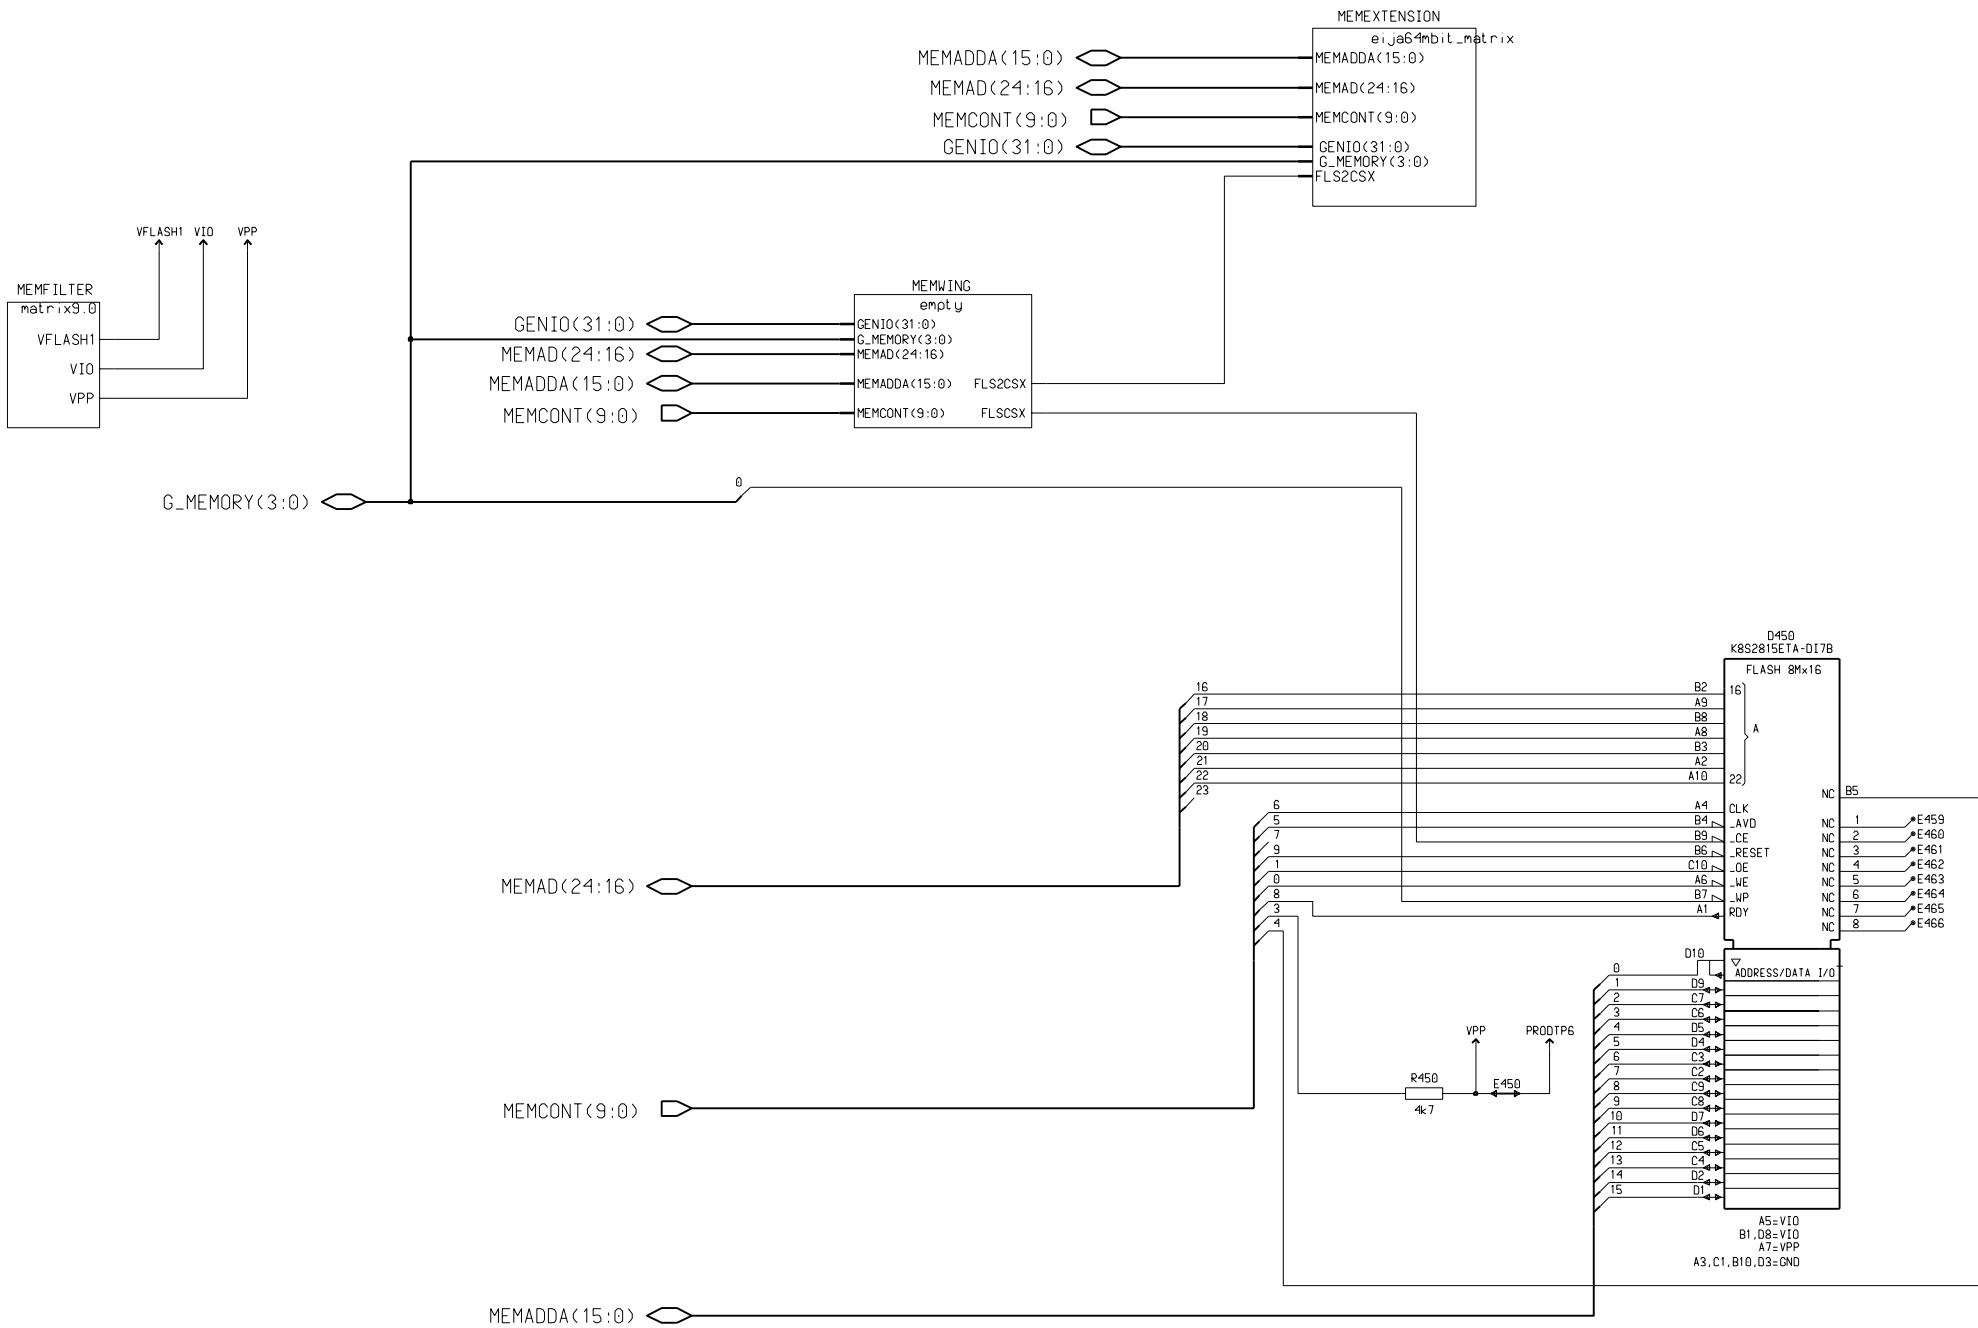 MEMEXTENSION
eija64mbit_matrix
MEMADDA(15:0) MEMADDA(15:0)
MEMAD(24:16) MEMAD(24:16)
MEMCONT(9:0) MEMCONT(9:0)
GENIO(31:0) GENIO(31:0)
G_MEMORY(3:0)
FLS2CSX
VFLASH1 VIO VPP
MEMFILTER
matrix9.0
VFLASH1
VIO
VPP
MEMWING
empty
GENIO(31:0) GENIO(31:0)
G_MEMORY(3:0)
MEMAD(24:16) MEMAD(24:16)
MEMADDA(15:0) MEMADDA(15:0) FLS2CSX
MEMCONT(9:0) MEMCONT(9:0) FLSCSX
0
G_MEMORY(3:0)
D450
K8S2815ETA-DI7B
FLASH 8Mx16
16 B2 16
17 A9
18 B8
19 A8 A
20 B3
21 A2
22 A10 22
23
NC B5
6 A4 CLK
5 B4 _AVD NC 1 E459
7 B9 _CE NC 2 E460
9 B6 _RESET NC 3 E461
1 C10 _OE NC 4 E462
0 A6 _WE NC 5 E463
8 B7 _WP NC 6 E464
3 A1 RDY NC 7 E465
4 NC 8 E466
MEMAD(24:16)
D10
0 ADDRESS/DATA I/O
1 D9
2 C7
3 C6
4 D5
5 D4
6 C3
7 C2
8 C9
9 C8
10 D7
11 D6
12 C5
13 C4
14 D2
15 D1
VPP PRODTP6
R450 E450
4k7
MEMCONT(9:0)
A5=VIO
B1,D8=VIO
A7=VPP
A3,C1,B10,D3=GND
MEMADDA(15:0)